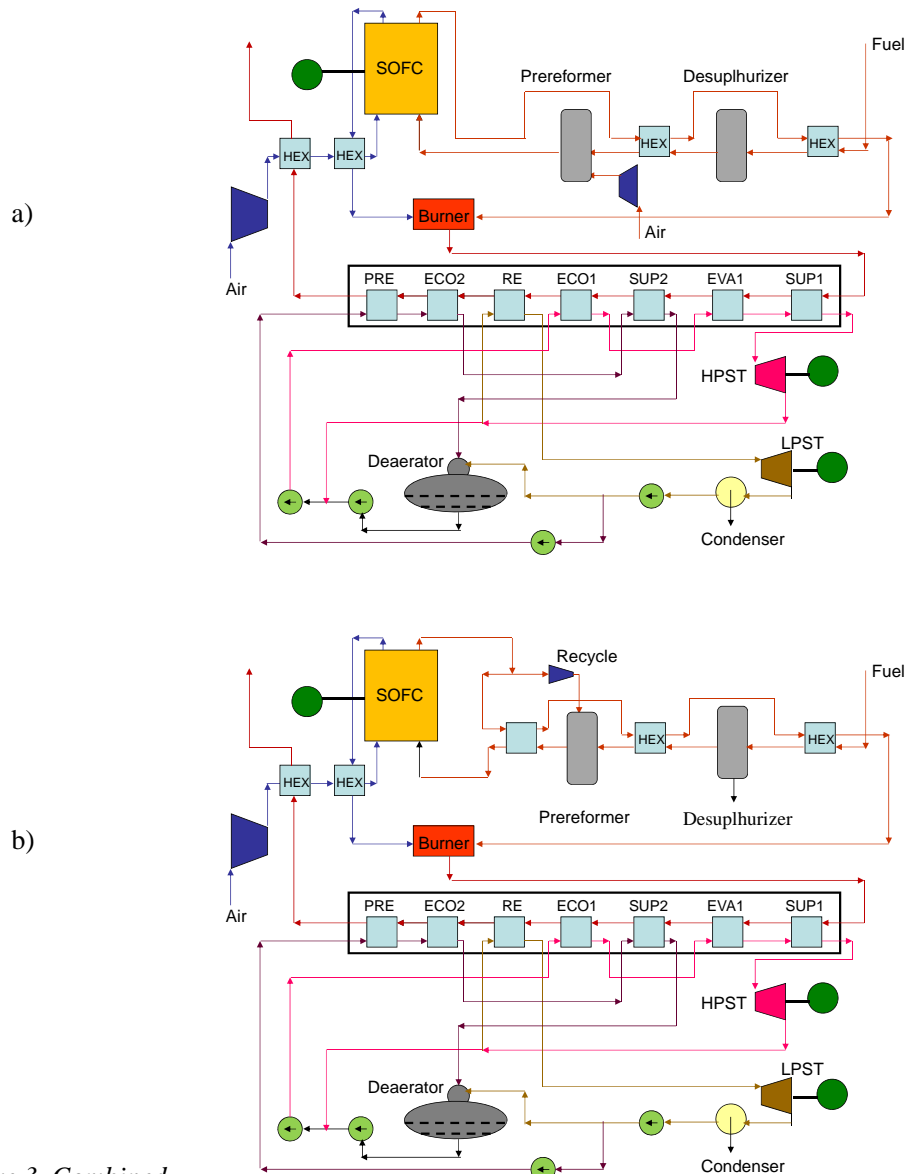 Fuel
SOFC
Prereformer
Desuplhurizer
HEX
HEX
HEX
HEX
a)
Burner
Air
Air
PRE
ECO2
RE
ECO1
SUP2
EVA1
SUP1
HPST
LPST
Deaerator
Condenser
Recycle
Fuel
SOFC
HEX
HEX
HEX
HEX
Prereformer
Desuplhurizer
b)
Burner
Air
PRE
ECO2
RE
ECO1
SUP2
EVA1
SUP1
HPST
LPST
Deaerator
Condenser
3. Combined